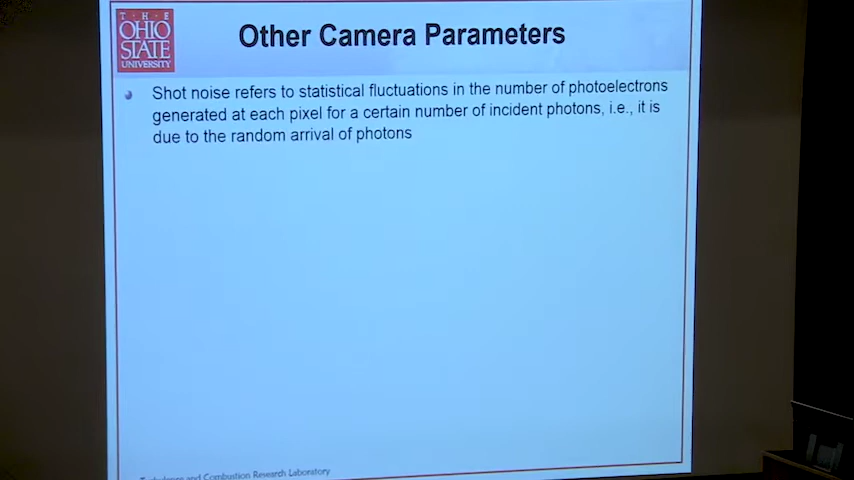 T · H · E
OHIO
STATE
UNIVERSITY
Other Camera Parameters
Shot noise refers to statistical fluctuations in the number of photoelectrons
generated at each pixel for a certain number of incident photons, i.e., it is
due to the random arrival of photons
and Combustion Research Laboratory